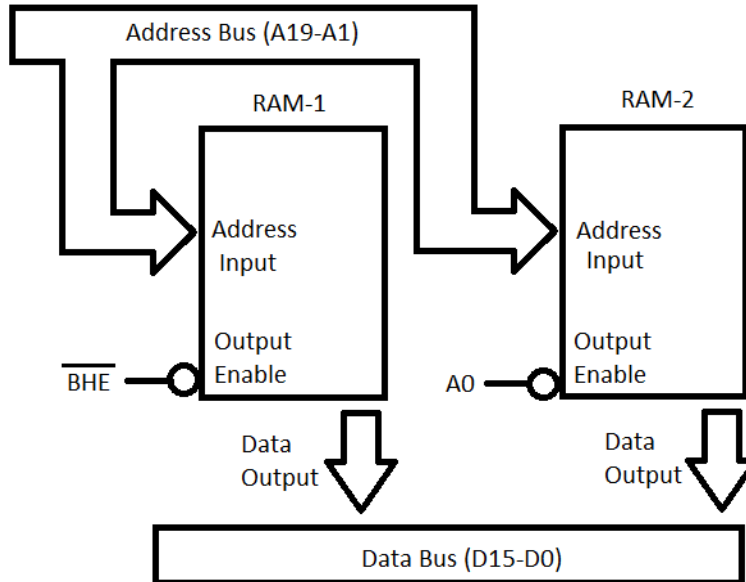 Address Bus (A19-A1)
RAM-1
RAM-2
Address
Input
Address
Input
Output
Enable
Output
Enable
BHE
A0
Data
Output
Data
Output
Data Bus (D15-D0)